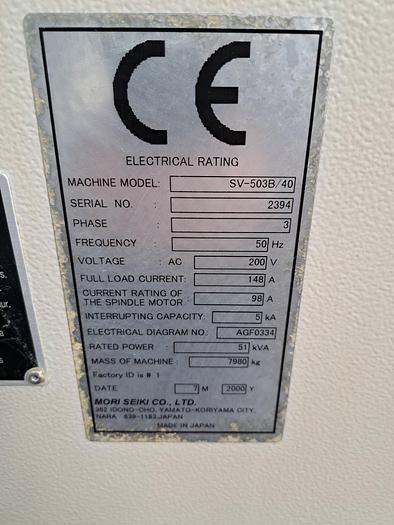 CE
ELECTRICAL RATING
MACHINE MODEL: SV-503B/40
SERIAL NO. : 2394
PHASE : 3
FREQUENCY : 50 Hz
VOLTAGE : AC 200 V
FULL LOAD CURRENT: 148 A
CURRENT RATING OF
THE SPINDLE MOTOR : 98 A
INTERRUPTING CAPACITY: 5 kA
ELECTRICAL DIAGRAM NO.: AGF0334
RATED POWER : 51 kVA
MASS OF MACHINE : 7980 kg
Factory ID is # 1
DATE 7 M 2000 Y
MORI SEIKI CO., LTD.
362 IDONO-CHO, YAMATO-KORIYAMA CITY,
NARA 639-1183 JAPAN
MADE IN JAPAN